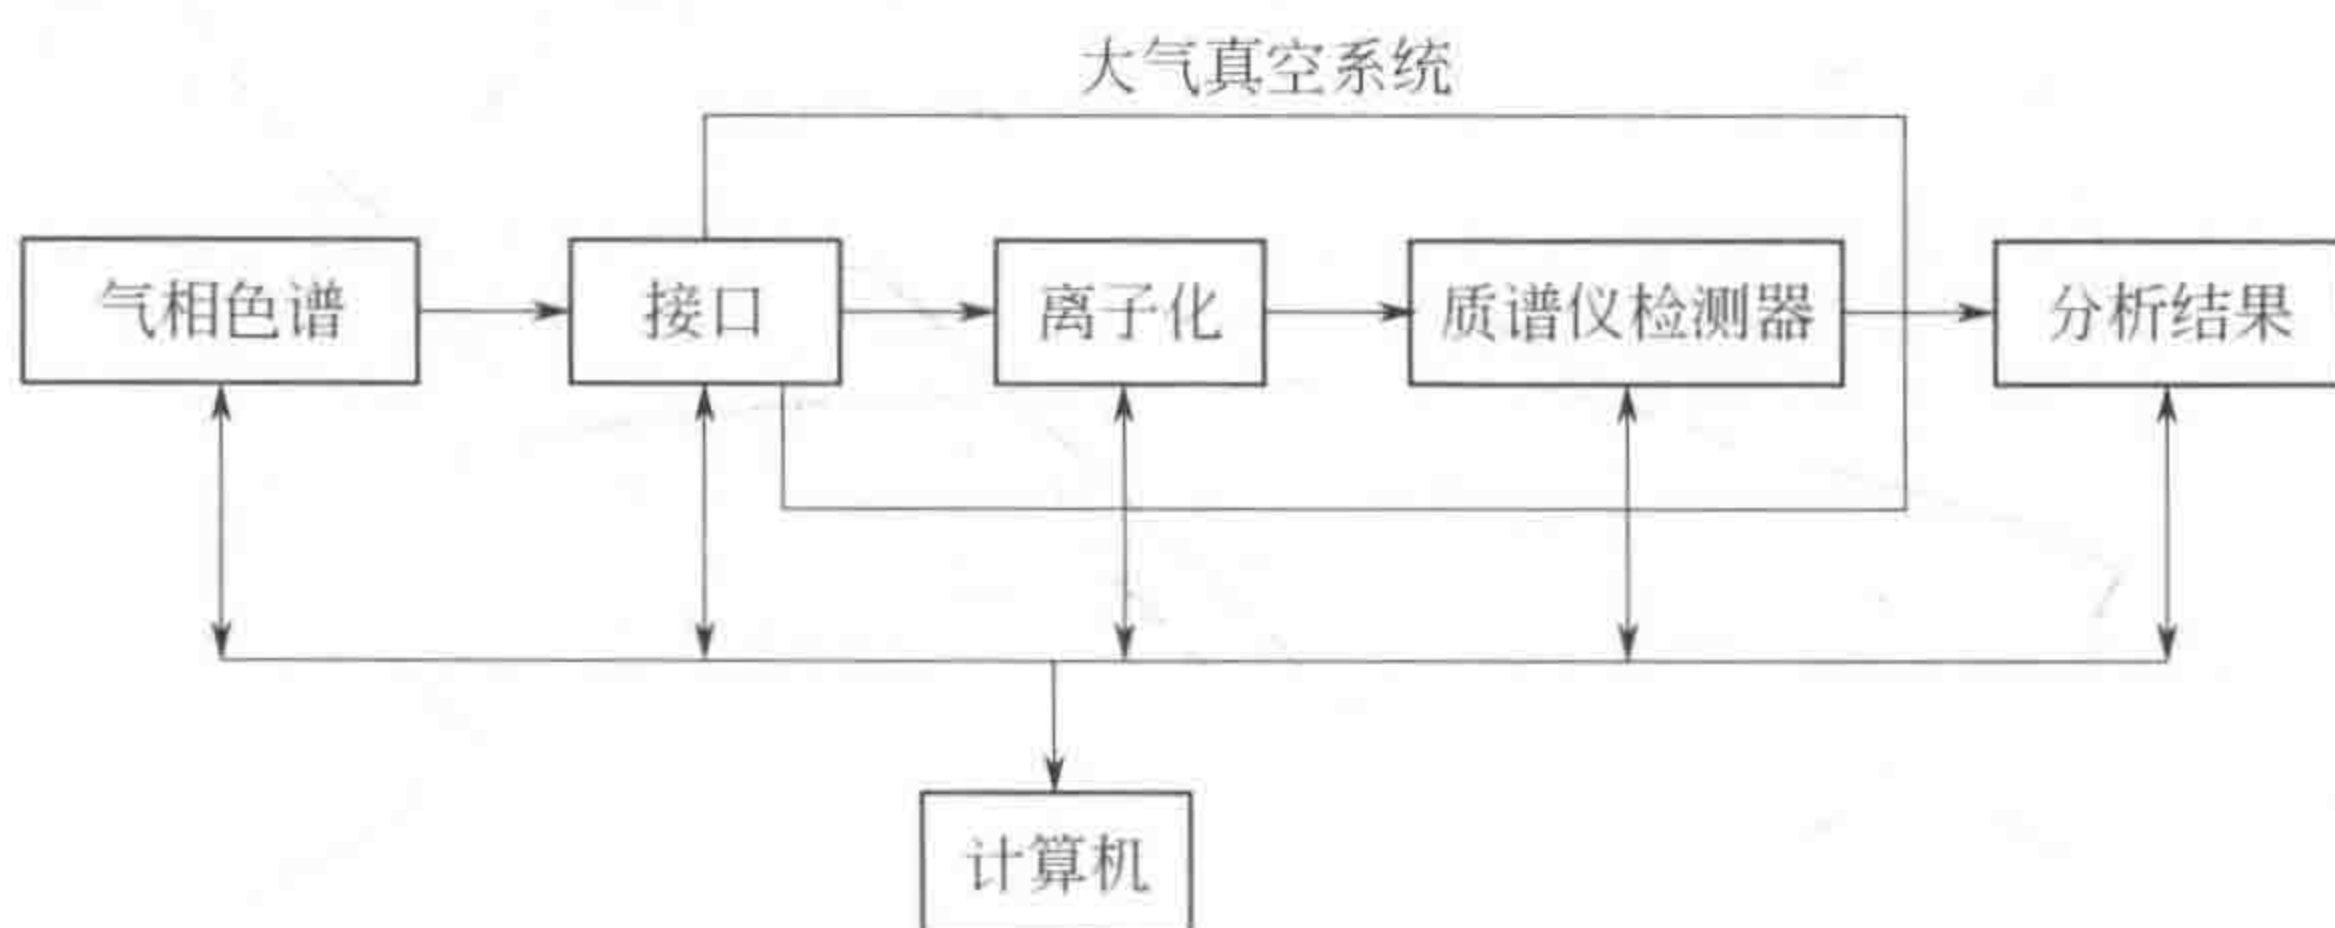 大气真空系统
气相色谱
接口
离子化
质谱仪检测器
分析结果
计算机